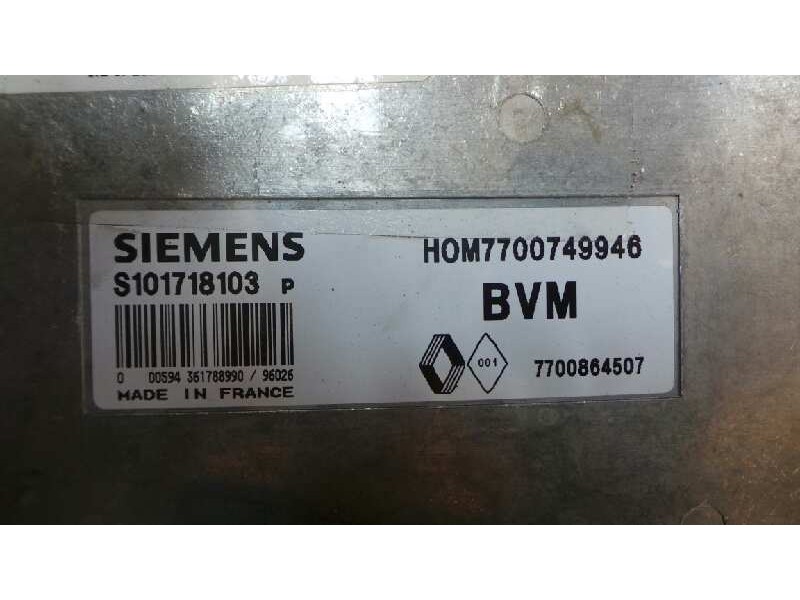 SIEMENS
S101718103 P
0 00594 361788990 / 96026
MADE IN FRANCE
HOM7700749946
BVM
001
7700864507